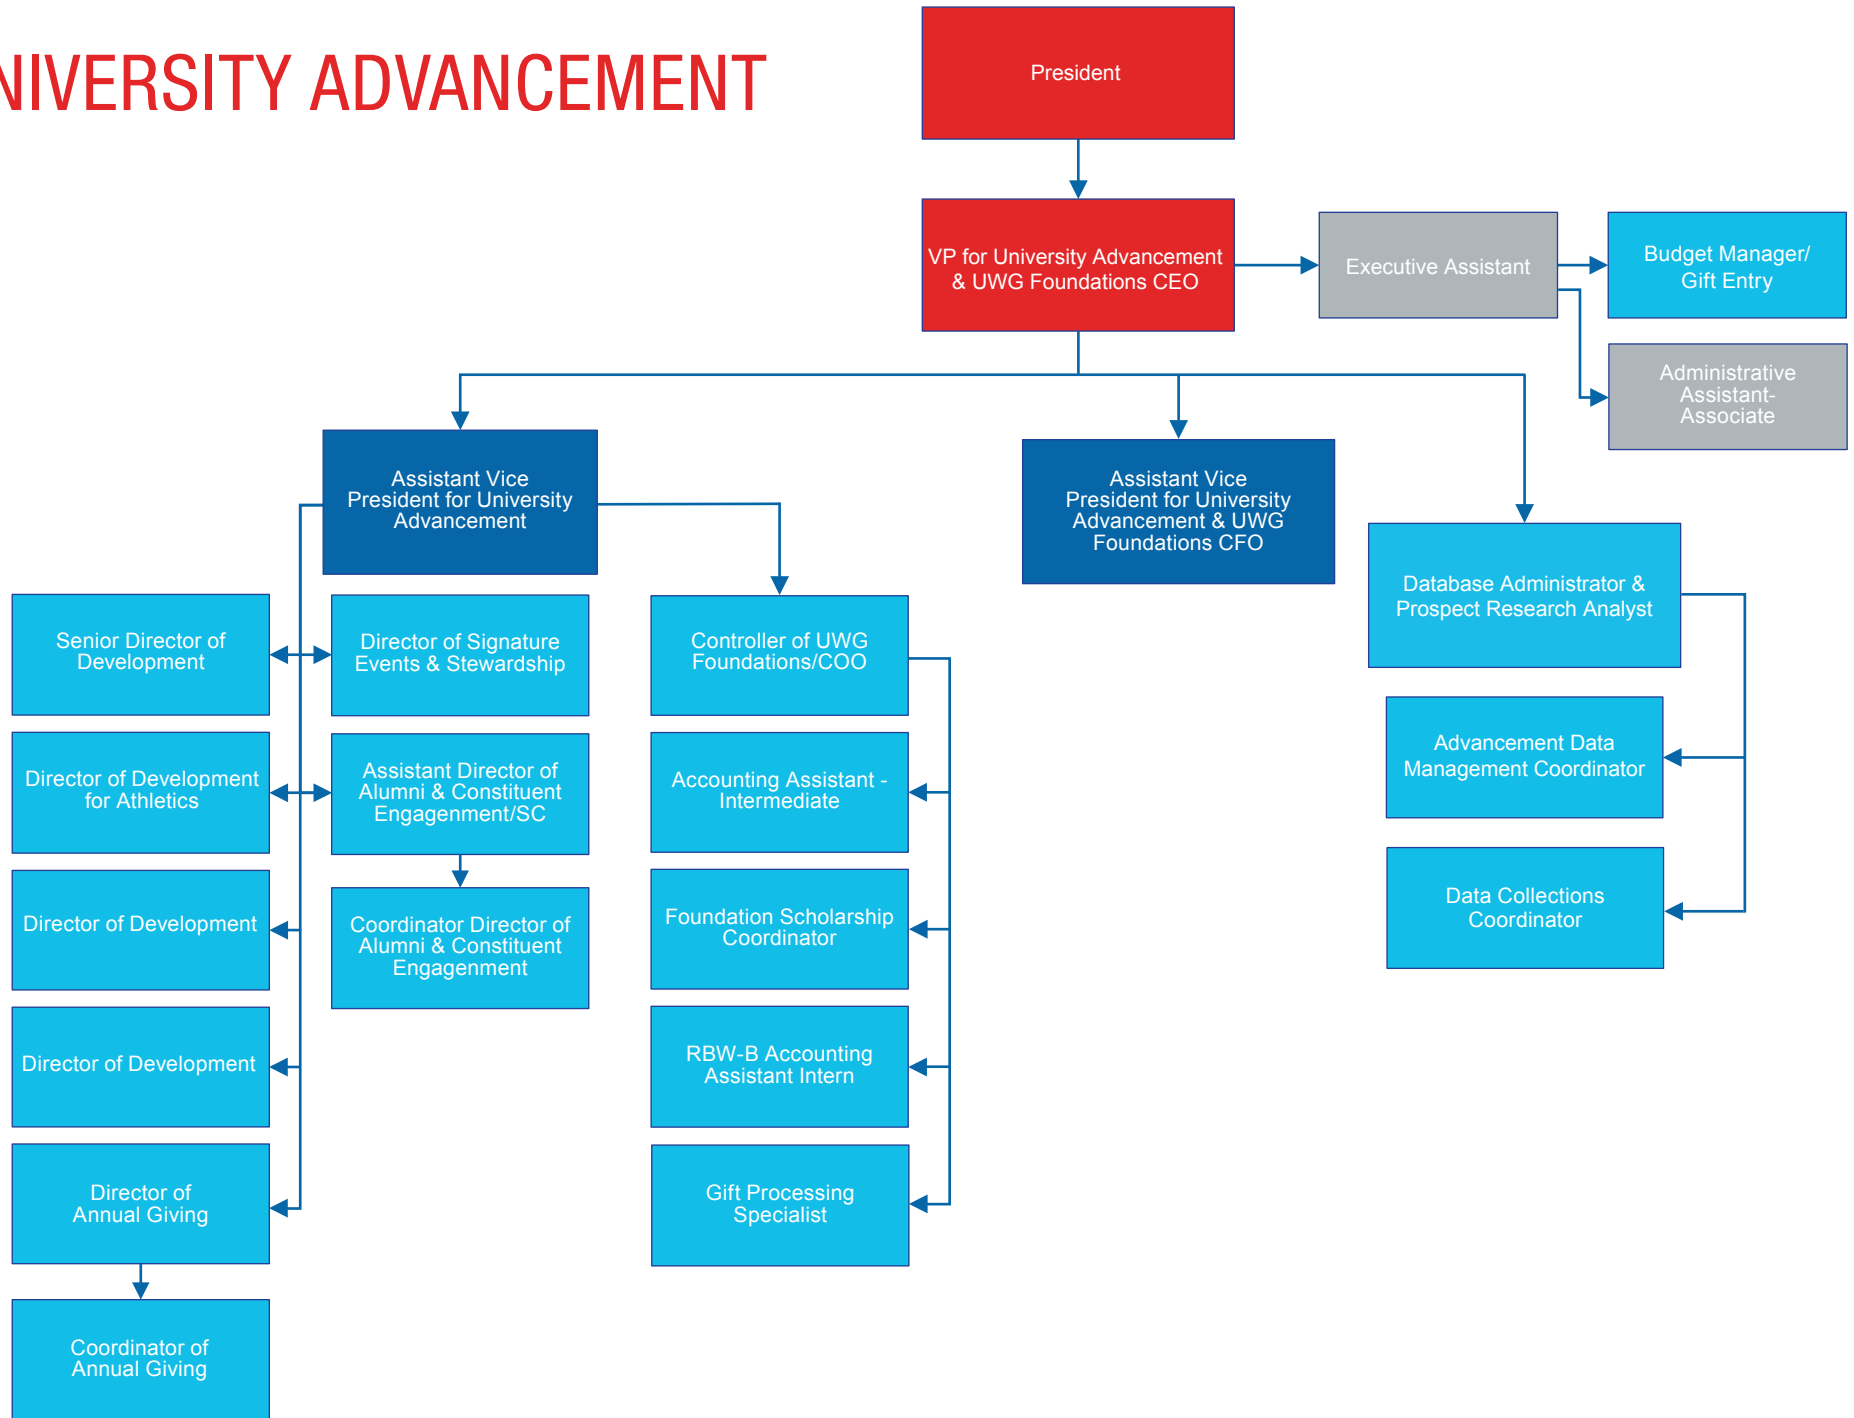 NIVERSITY ADVANCEMENT
President
VP for University Advancement
& UWG Foundations CEO
Executive Assistant
Budget Manager/
Gift Entry
Administrative
Assistant-
Associate
Assistant Vice
President for University
Advancement
Assistant Vice
President for University
Advancement & UWG
Foundations CFO
Database Administrator &
Prospect Research Analyst
Senior Director of
Development
Director of Signature
Events & Stewardship
Controller of UWG
Foundations/COO
Advancement Data
Management Coordinator
Director of Development
for Athletics
Assistant Director of
Alumni & Constituent
Engagenment/SC
Accounting Assistant -
Intermediate
Data Collections
Coordinator
Director of Development
Coordinator Director of
Alumni & Constituent
Engagenment
Foundation Scholarship
Coordinator
Director of Development
RBW-B Accounting
Assistant Intern
Director of
Annual Giving
Gift Processing
Specialist
Coordinator of
Annual Giving